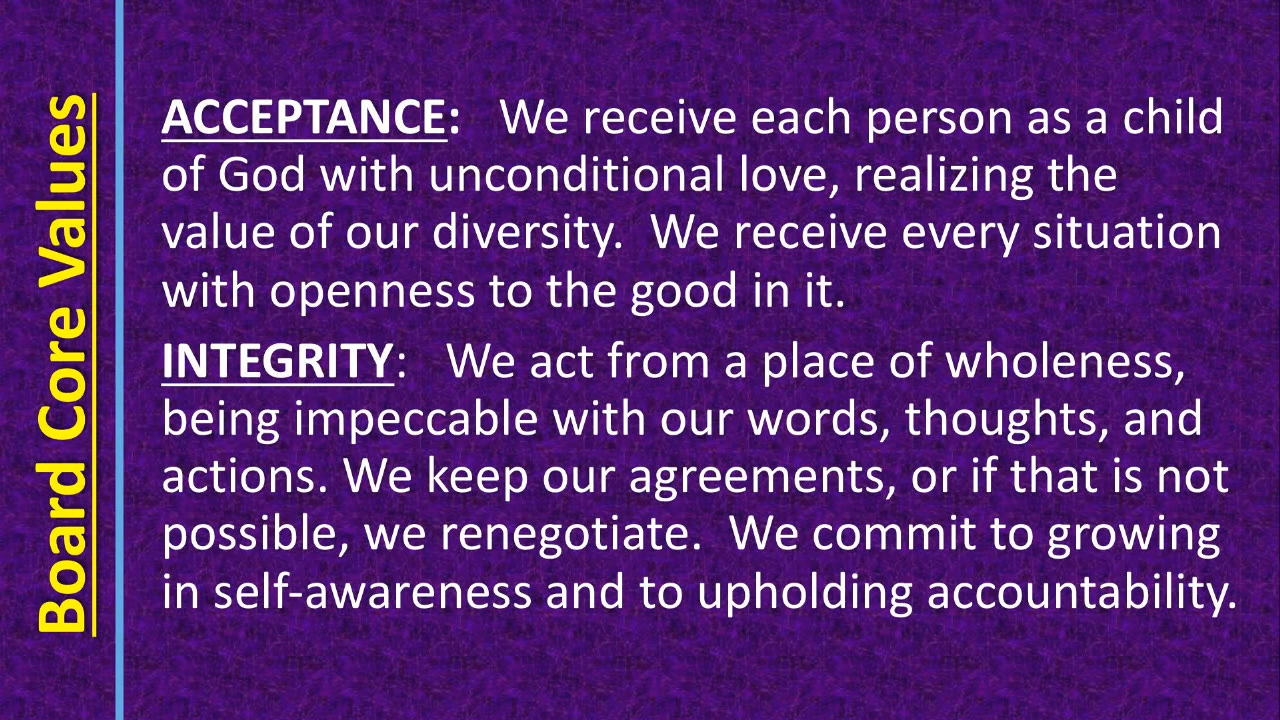 Board Core Values
ACCEPTANCE:   We receive each person as a child
of God with unconditional love, realizing the
value of our diversity.  We receive every situation
with openness to the good in it.
INTEGRITY:   We act from a place of wholeness,
being impeccable with our words, thoughts, and
actions. We keep our agreements, or if that is not
possible, we renegotiate.  We commit to growing
in self-awareness and to upholding accountability.